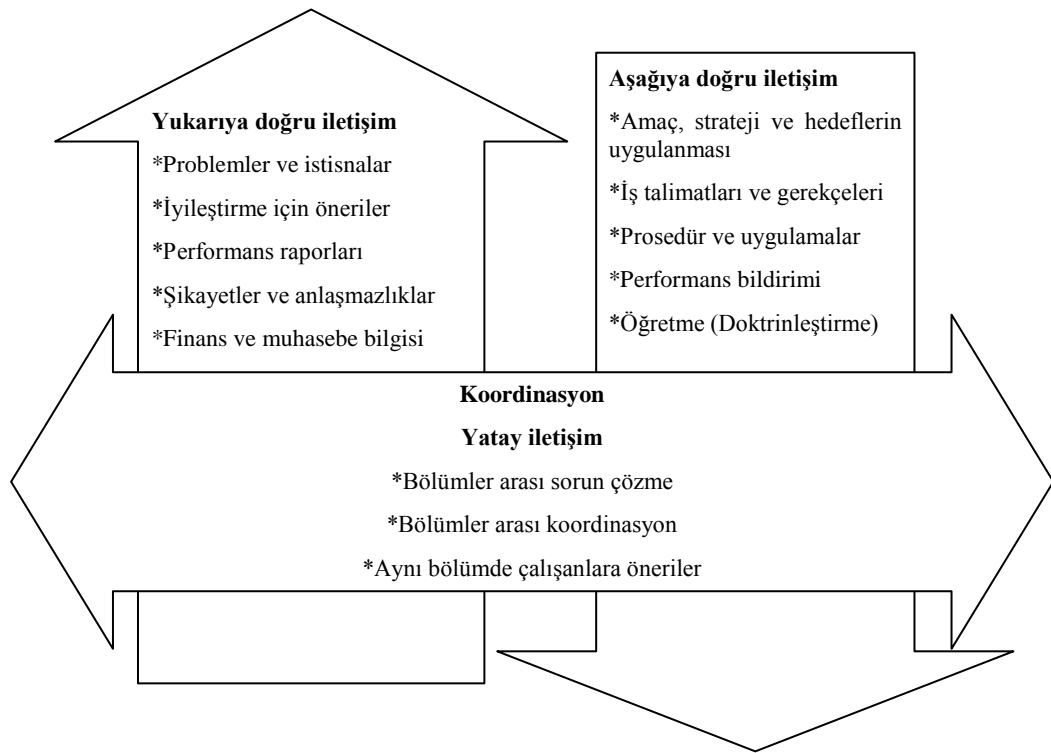 Yukarıya doğru iletişim
*Problemler ve istisnalar
*İyileştirme için öneriler
*Performans raporları
*Şikayetler ve anlaşmazlıklar
*Finans ve muhasebe bilgisi
Aşağıya doğru iletişim
*Amaç, strateji ve hedeflerin
uygulanması
*İş talimatları ve gerekçeleri
*Prosedür ve uygulamalar
*Performans bildirimi
*Öğretme (Doktrinleştirme)
Koordinasyon
Yatay iletişim
*Bölümler arası sorun çözme
*Bölümler arası koordinasyon
*Aynı bölümde çalışanlara öneriler